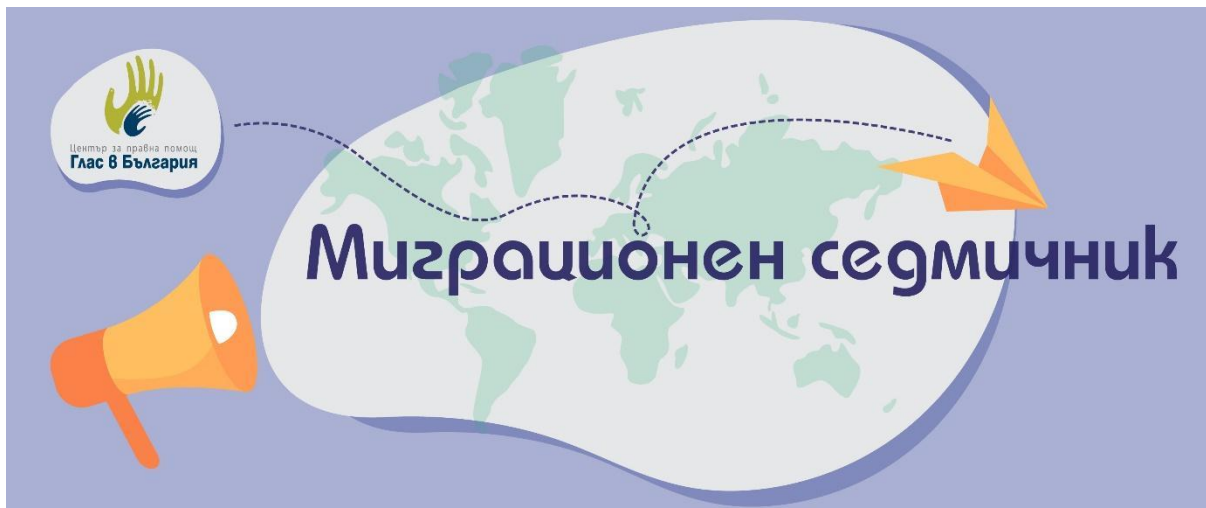 Център за правна помощ
Глас в България
Миграционен седмичник